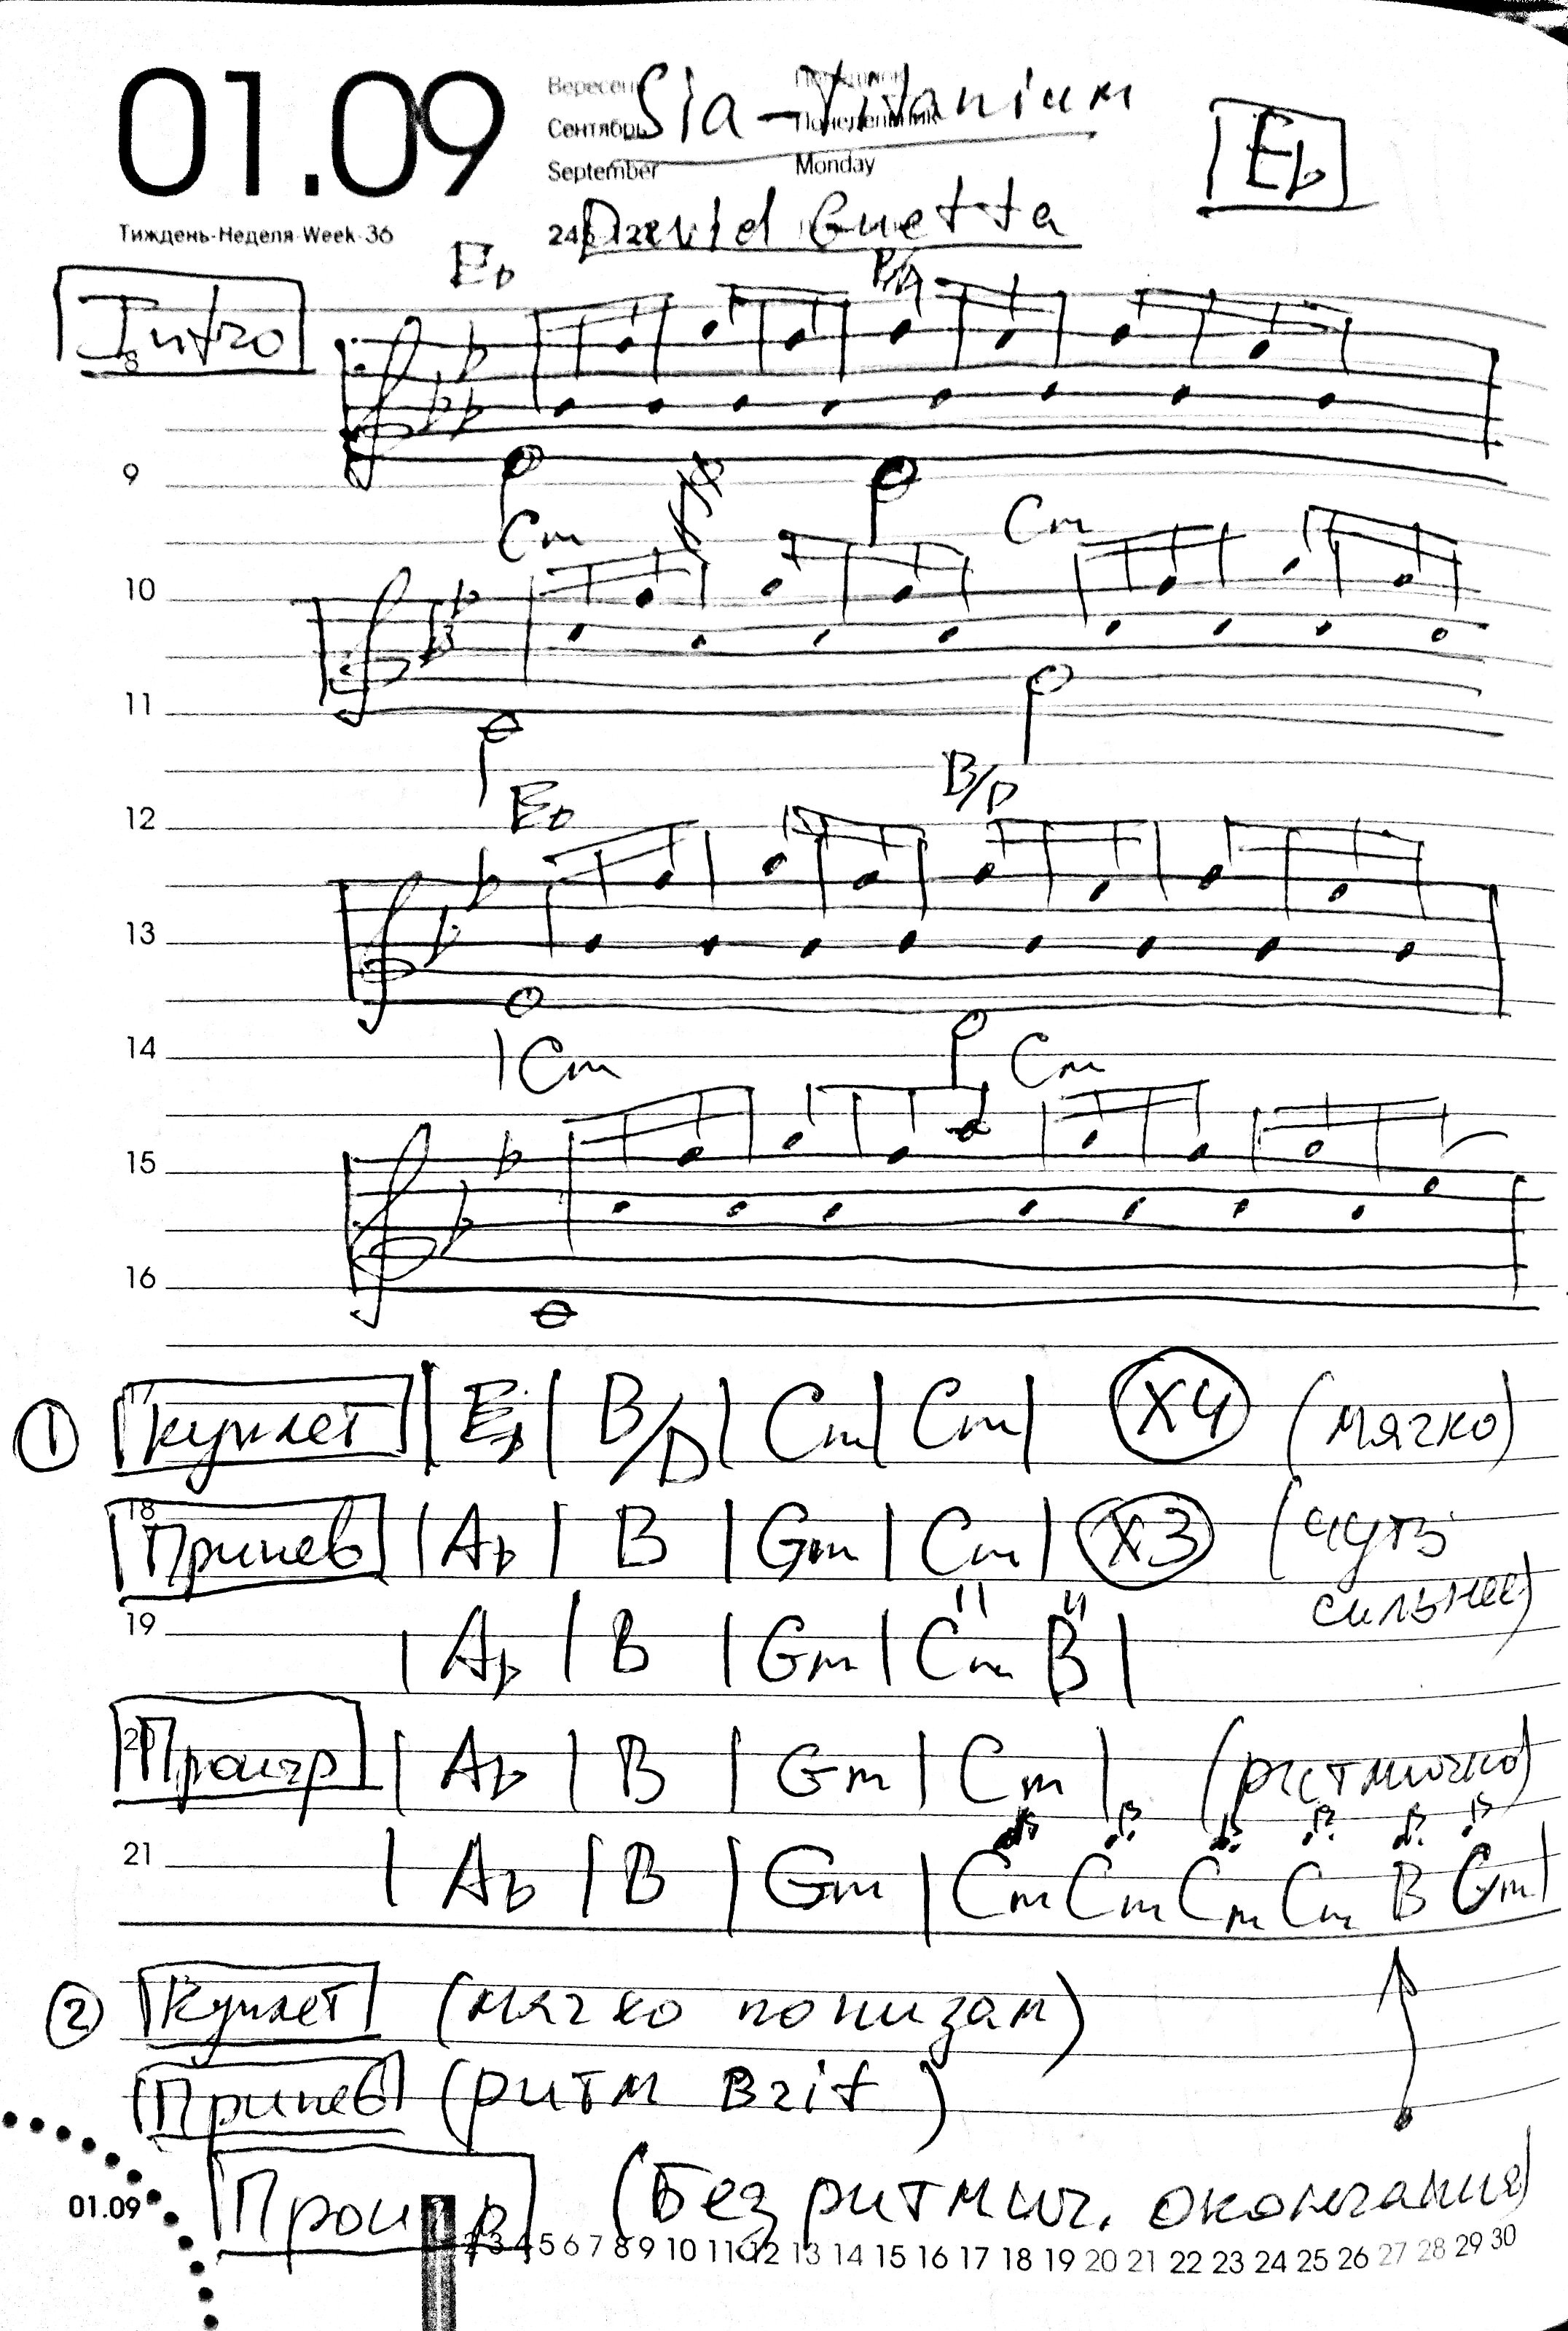 01.09
Вересень
Сентябрь
September
Понеділок
Понедельник
Monday
Тиждень·Неделя·Week·36
Sia - Titanium
David Guetta
Eb
Intro
Eb
8
9
Cm Cm
10
11
B/D
12
Eb
13
14
Cm Cm
15
16
17
① Куплет | Eb | B/D | Cm | Cm | X4 (мягко)
18
Припев | Ab | B | Gm | Cm | X3 (чуть
сильнее)
19
| Ab | B | Gm | Cm B |
20
Проигр | Ab | B | Gm | Cm | (ритмично)
21
| Ab | B | Gm | Cm Cm Cm Cm B Gm |
② Куплет (мягко по низам)
Припев (ритм Brit)
Проигр (Без ритмич. окончания)
01.09
2 3 4 5 6 7 8 9 10 11 12 13 14 15 16 17 18 19 20 21 22 23 24 25 26 27 28 29 30